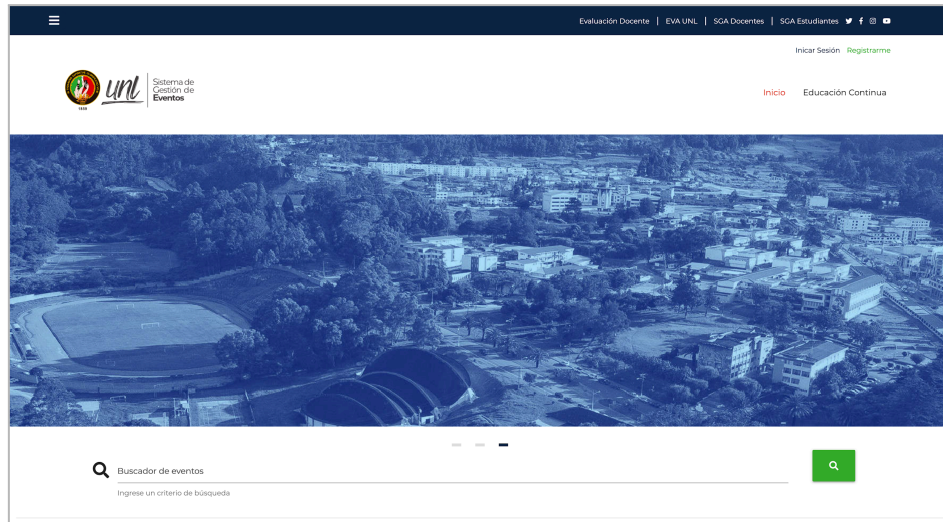 Evaluación Docente | EVA UNL | SGA Docentes | SGA Estudiantes
Inicar Sesión Registrarme
unl
Sistema de
Gestión de
Eventos
1859
Inicio Educación Continua
Buscador de eventos
Ingrese un criterio de búsqueda